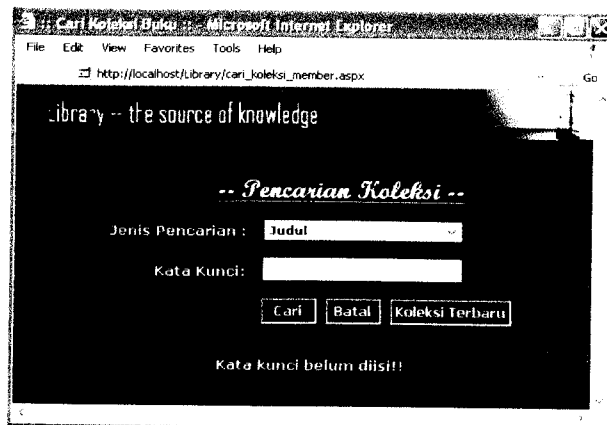 :: Cari Koleksi Buku :: - Microsoft Internet Explorer
File Edit View Favorites Tools Help
http://localhost/Library/cari_koleksi_member.aspx Go
Library -- the source of knowledge
-- Pencarian Koleksi --
Jenis Pencarian : Judul
Kata Kunci:
Cari Batal Koleksi Terbaru
Kata kunci belum diisi!!